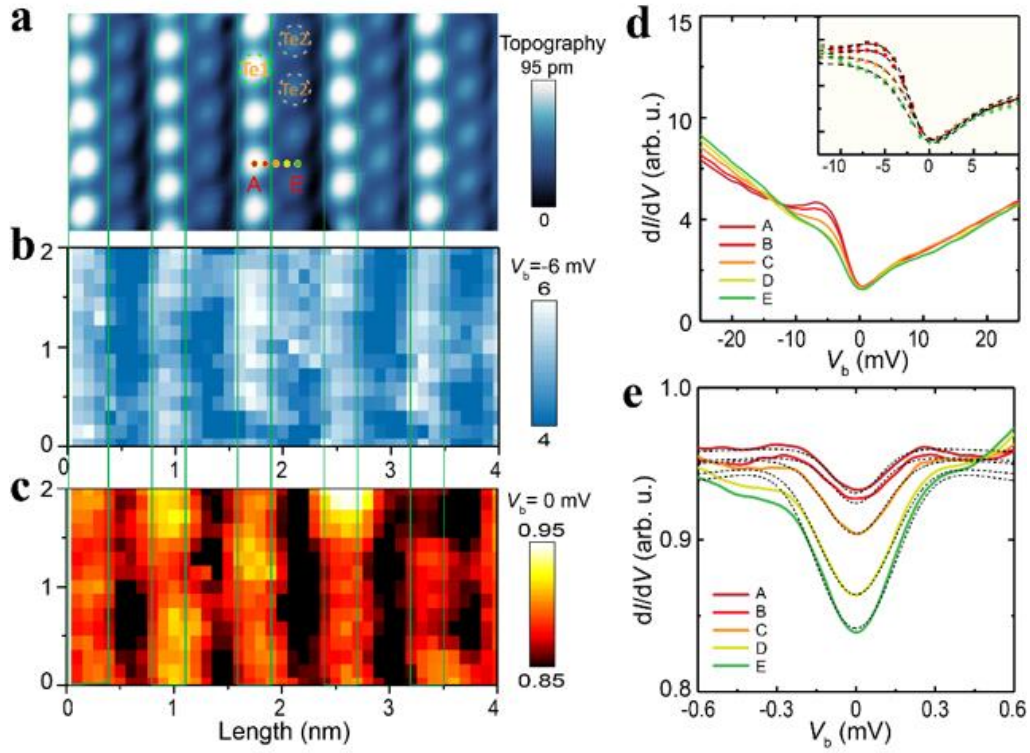 a
Te1
Te2
Te2
A
E
Topography
95 pm
0
b
2
1
0
0 1 2 3 4
V_b=-6 mV
6
4
c
2
1
0
0 1 2 3 4
Length (nm)
V_b= 0 mV
0.95
0.85
d
15
14
4
0
dI/dV (arb. u.)
-20 -10 0 10 20
V_b (mV)
A
B
C
D
E
-10 -5 0 5
e
1.0
0.9
0.8
dI/dV (arb. u.)
-0.6 -0.3 0 0.3 0.6
V_b (mV)
A
B
C
D
E